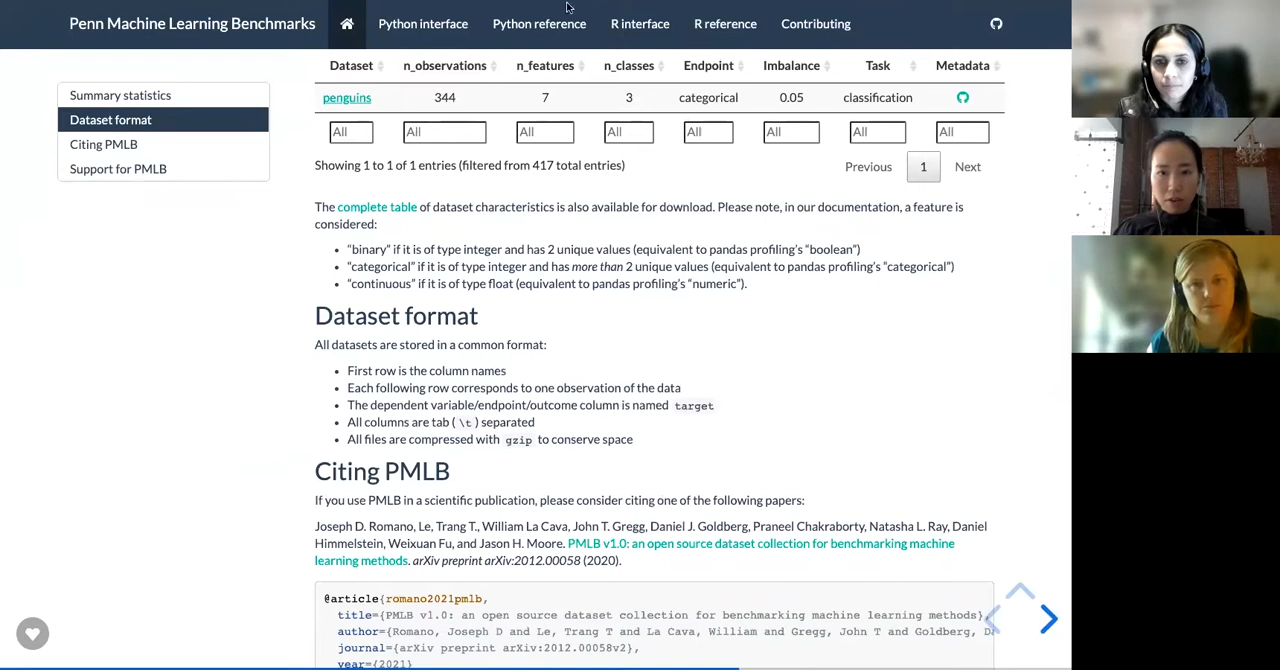 Penn Machine Learning Benchmarks
Python interface
Python reference
R interface
R reference
Contributing
Summary statistics
Dataset format
Citing PMLB
Support for PMLB
Dataset n_observations n_features n_classes Endpoint Imbalance Task Metadata
penguins 344 7 3 categorical 0.05 classification
All All All All All All All All
Showing 1 to 1 of 1 entries (filtered from 417 total entries)
Previous 1 Next
The complete table of dataset characteristics is also available for download. Please note, in our documentation, a feature is
considered:
• “binary” if it is of type integer and has 2 unique values (equivalent to pandas profiling’s “boolean”)
• “categorical” if it is of type integer and has more than 2 unique values (equivalent to pandas profiling’s “categorical”)
• “continuous” if it is of type float (equivalent to pandas profiling’s “numeric”).
Dataset format
All datasets are stored in a common format:
• First row is the column names
• Each following row corresponds to one observation of the data
• The dependent variable/endpoint/outcome column is named target
• All columns are tab (\t) separated
• All files are compressed with gzip to conserve space
Citing PMLB
If you use PMLB in a scientific publication, please consider citing one of the following papers:
Joseph D. Romano, Le, Trang T., William La Cava, John T. Gregg, Daniel J. Goldberg, Praneel Chakraborty, Natasha L. Ray, Daniel
Himmelstein, Weixuan Fu, and Jason H. Moore. PMLB v1.0: an open source dataset collection for benchmarking machine
learning methods. arXiv preprint arXiv:2012.00058 (2020).
@article{romano2021pmlb,
title={PMLB v1.0: an open source dataset collection for benchmarking machine learning methods},
author={Romano, Joseph D and Le, Trang T and La Cava, William and Gregg, John T and Goldberg, D
journal={arXiv preprint arXiv:2012.00058v2},
year={2021}